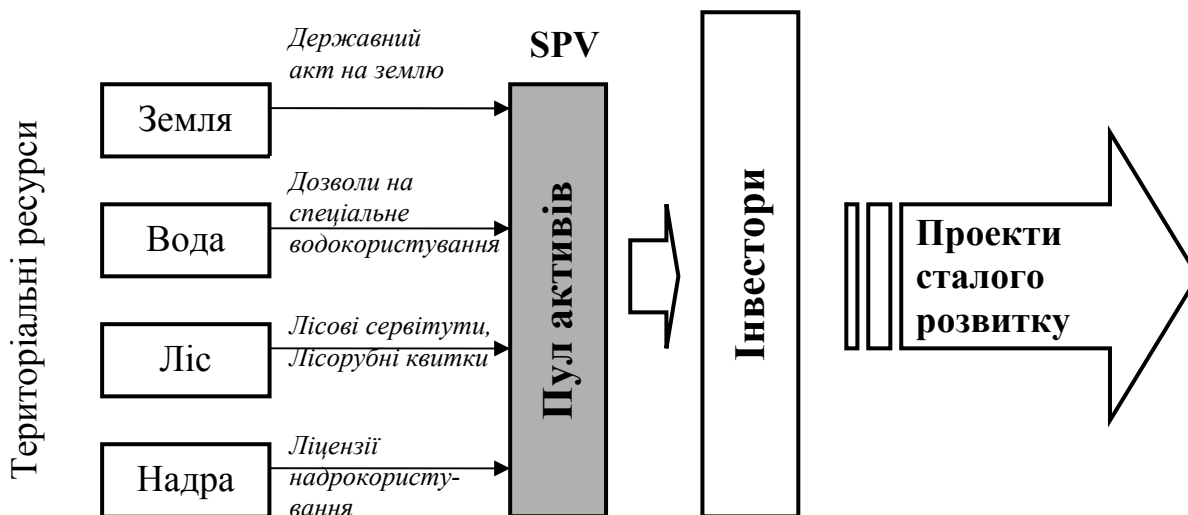 Територіальні ресурси
Земля
Державний
акт на землю
Вода
Дозволи на
спеціальне
водокористування
Ліс
Лісові сервітути,
Лісорубні квитки
Надра
Ліцензії
надрокористу-
вання
SPV
Пул активів
Інвестори
Проекти
сталого
розвитку